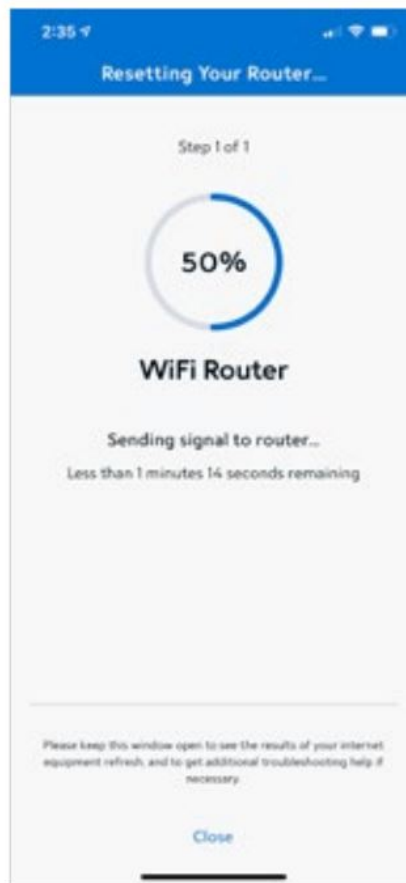 2:35
Resetting Your Router...
Step 1 of 1
50%
WiFi Router
Sending signal to router...
Less than 1 minutes 14 seconds remaining
Please keep this window open to see the results of your internet
equipment refresh, and to get additional troubleshooting help if
necessary.
Close